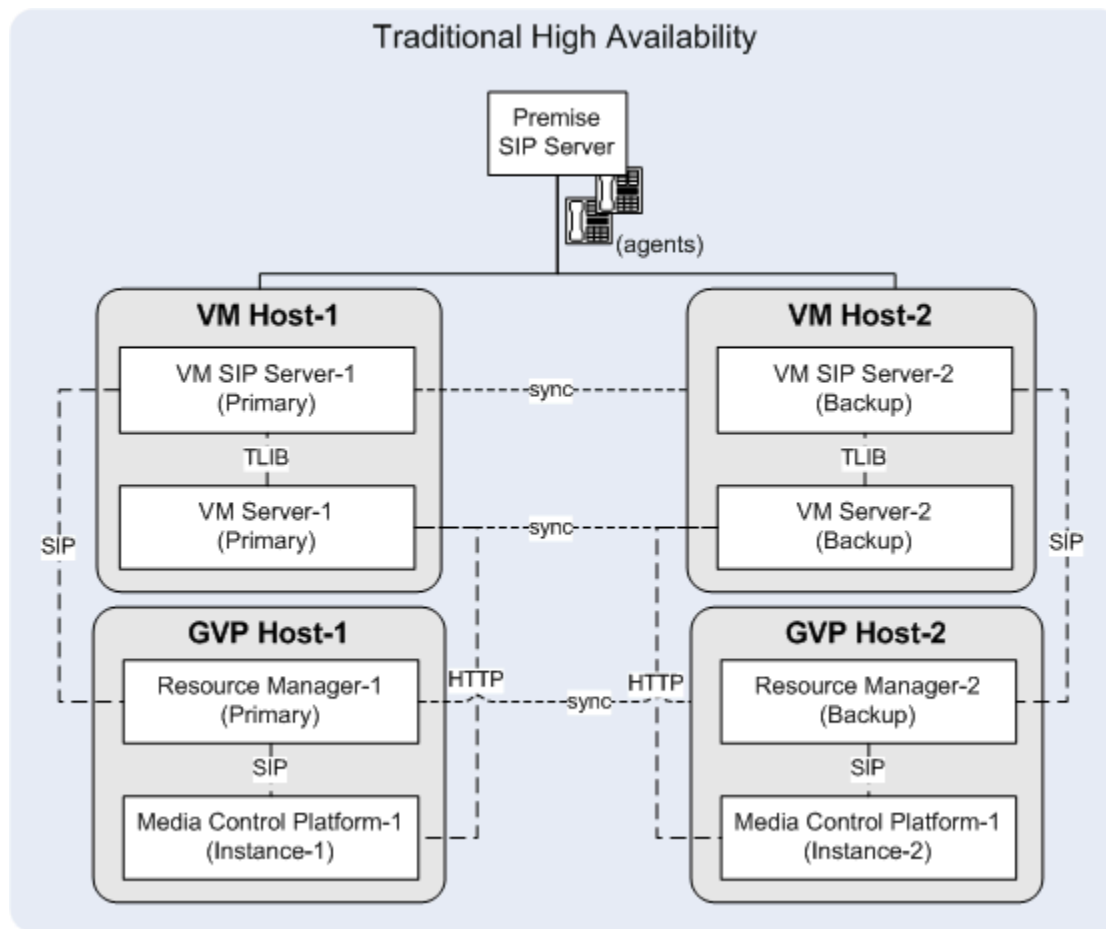 Traditional High Availability
Premise
SIP Server
(agents)
VM Host-1
VM Host-2
VM SIP Server-1
(Primary)
sync
VM SIP Server-2
(Backup)
TLIB
TLIB
VM Server-1
(Primary)
sync
VM Server-2
(Backup)
SIP
SIP
GVP Host-1
GVP Host-2
Resource Manager-1
(Primary)
HTTP
sync
HTTP
Resource Manager-2
(Backup)
SIP
SIP
Media Control Platform-1
(Instance-1)
Media Control Platform-1
(Instance-2)